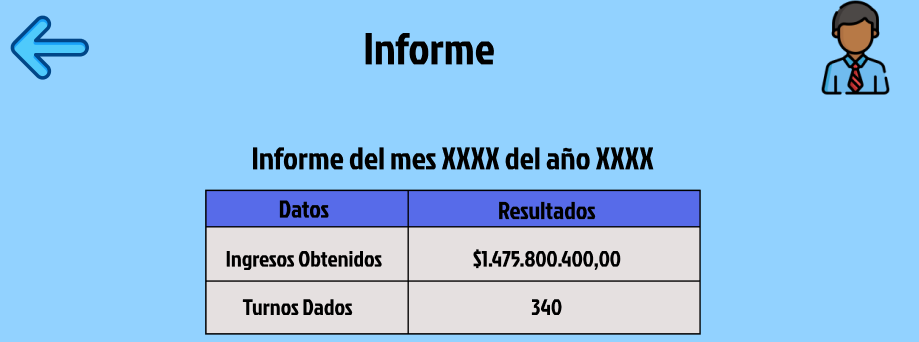 Informe
Informe del mes XXXX del año XXXX
Datos Resultados
Ingresos Obtenidos $1.475.800.400,00
Turnos Dados 340